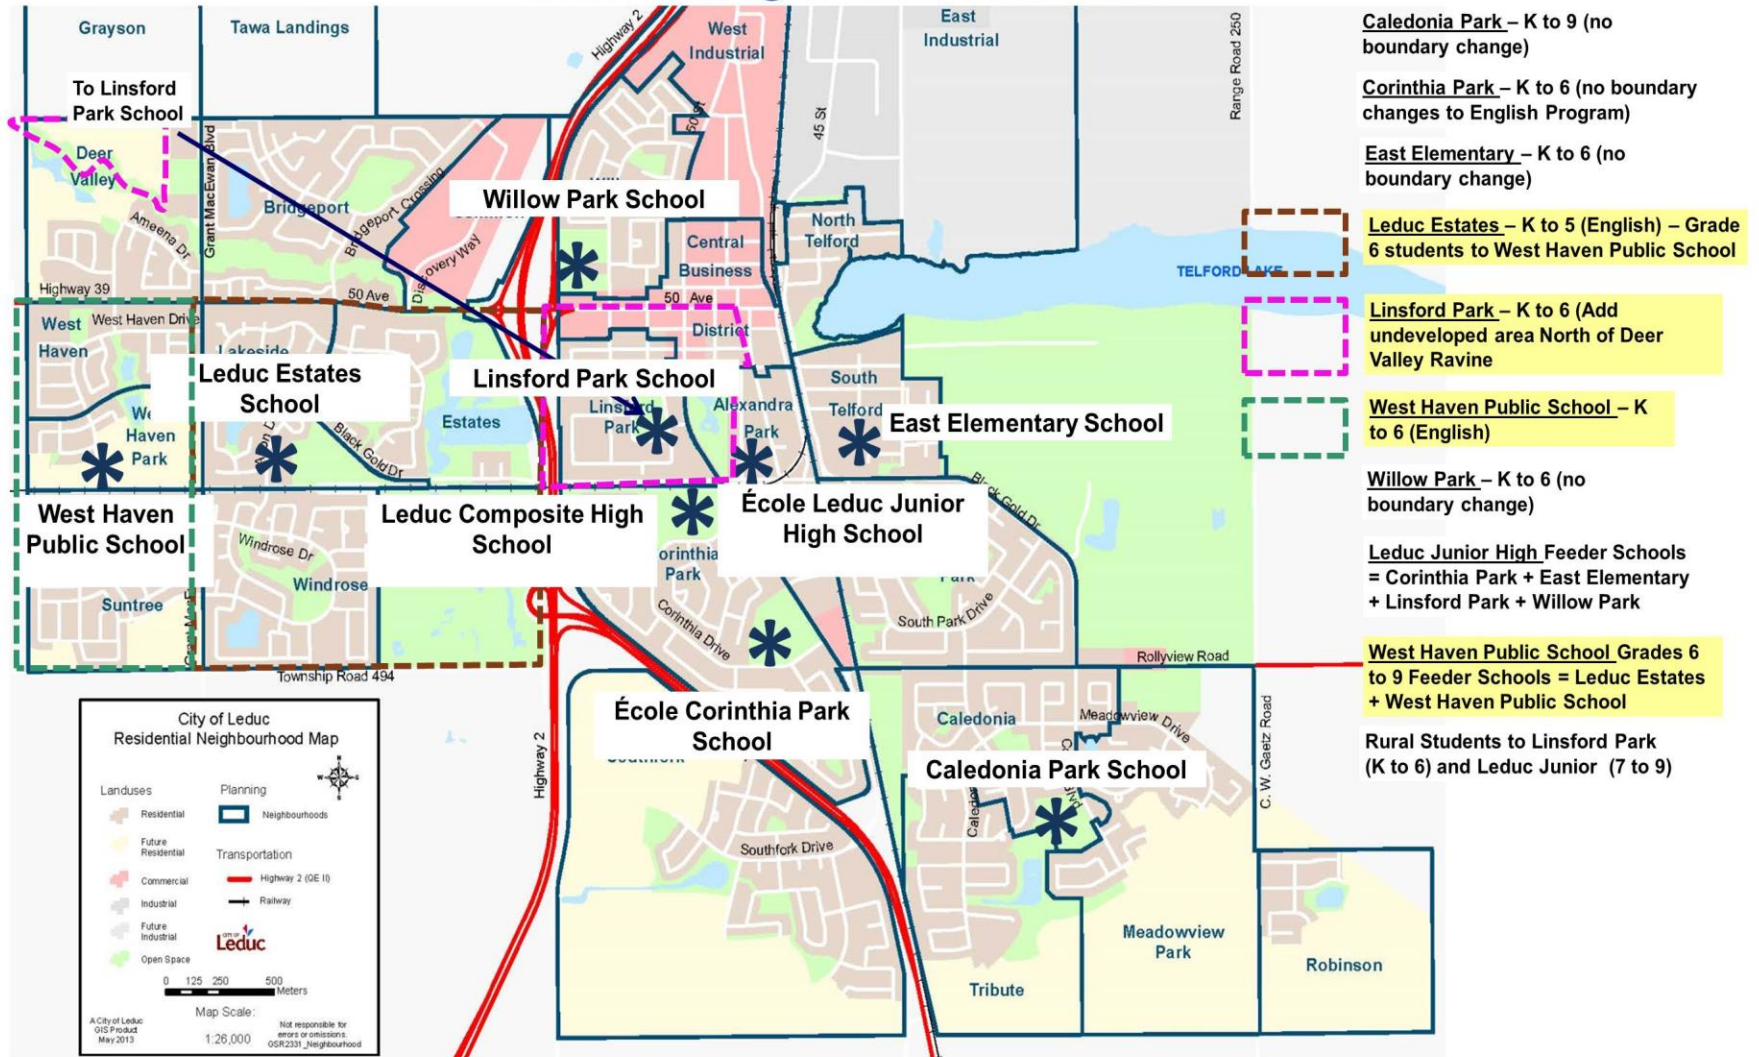 Grayson
Tawa Landings
Highway 2
West
Industrial
East
Industrial
Range Road 250
To Linsford
Park School
Deer
Valley
Grant MacEwan Blvd
Bridgeport
Bridgeport Crossing
Ameena Dr
Discovery Way
50 St
45 St
Willow Park School
North
Telford
Central
Business
District
TELFORD LAKE
Highway 39
50 Ave
50 Ave
West
Haven
West Haven Drive
Lakeside
Leduc Estates
School
Linsford Park School
South
Telford
Linsford
Park
Alexandra
Park
East Elementary School
Estates
Haven
Park
Black Gold Dr
Black Gold Dr
West Haven
Public School
Leduc Composite High
School
École Leduc Junior
High School
Windrose Dr
Windrose
orinthia
Park
Suntree
Corinthia Drive
South Park Drive
Rollyview Road
Township Road 494
École Corinthia Park
School
Caledonia
Meadowview Drive
C. W. Gaetz Road
Highway 2
Caledonia Park School
Southfork Drive
Meadowview
Park
Robinson
Tribute
City of Leduc
Residential Neighbourhood Map
N
W
E
S
Landuses
Planning
Residential
Neighbourhoods
Future
Residential
Transportation
Commercial
Highway 2 (QE II)
Industrial
Railway
Future
Industrial
CITY OF
Leduc
Open Space
0 125 250 500
Meters
Map Scale:
1:26,000
A City of Leduc
GIS Product
May 2013
Not responsible for
errors or omissions.
GSR2331_Neighbourhood
Caledonia Park – K to 9 (no
boundary change)
Corinthia Park – K to 6 (no boundary
changes to English Program)
East Elementary – K to 6 (no
boundary change)
Leduc Estates – K to 5 (English) – Grade
6 students to West Haven Public School
Linsford Park – K to 6 (Add
undeveloped area North of Deer
Valley Ravine
West Haven Public School – K
to 6 (English)
Willow Park – K to 6 (no
boundary change)
Leduc Junior High Feeder Schools
= Corinthia Park + East Elementary
+ Linsford Park + Willow Park
West Haven Public School Grades 6
to 9 Feeder Schools = Leduc Estates
+ West Haven Public School
Rural Students to Linsford Park
(K to 6) and Leduc Junior (7 to 9)